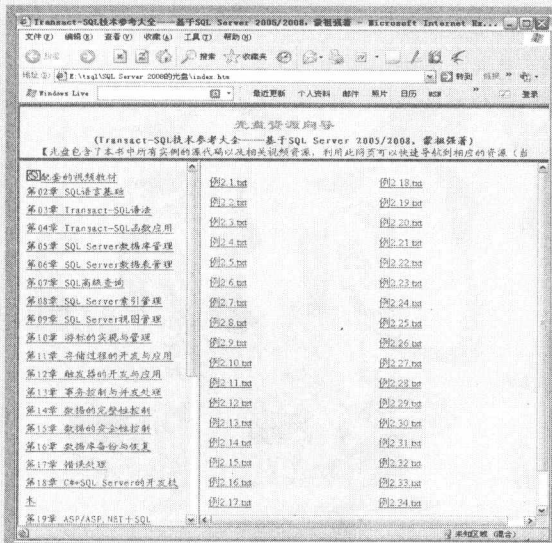 Transact-SQL技术参考大全——基于SQL Server 2005/2008，蒙祖强著 - Microsoft Internet Ex...
文件(F) 编辑(E) 查看(V) 收藏(A) 工具(T) 帮助(H)
搜索 收藏夹
E:\tsql\SQL Server 2008的光盘\index.htm 转到 链接 »
Windows Live 最近更新 个人资料 邮件 照片 日历 MSN » 登录
光盘资源向导
(Transact-SQL技术参考大全——基于SQL Server 2005/2008，蒙祖强著)
【光盘包含了本书中所有实例的源代码以及相关视频资源，利用此网页可以快速导航到相应的资源（当
配套的视频教材
第02章 SQL语言基础
第03章 Transact-SQL语法
第04章 Transact-SQL函数应用
第05章 SQL Server数据库管理
第06章 SQL Server数据表管理
第07章 SQL高级查询
第08章 SQL Server索引管理
第09章 SQL Server视图管理
第10章 游标的实现与管理
第11章 存储过程的开发与应用
第12章 触发器的开发与应用
第13章 事务控制与并发处理
第14章 数据的完整性控制
第15章 数据的安全性控制
第16章 数据库备份与恢复
第17章 错误处理
第18章 C#+SQL Server的开发技
术
第19章 ASP/ASP.NET+SQL
例2.1.txt 例2.18.txt
例2.2.txt 例2.19.txt
例2.3.txt 例2.20.txt
例2.4.txt 例2.21.txt
例2.5.txt 例2.22.txt
例2.6.txt 例2.23.txt
例2.7.txt 例2.24.txt
例2.8.txt 例2.25.txt
例2.9.txt 例2.26.txt
例2.10.txt 例2.27.txt
例2.11.txt 例2.28.txt
例2.12.txt 例2.29.txt
例2.13.txt 例2.30.txt
例2.14.txt 例2.31.txt
例2.15.txt 例2.32.txt
例2.16.txt 例2.33.txt
例2.17.txt 例2.34.txt
未知区域 (混合)